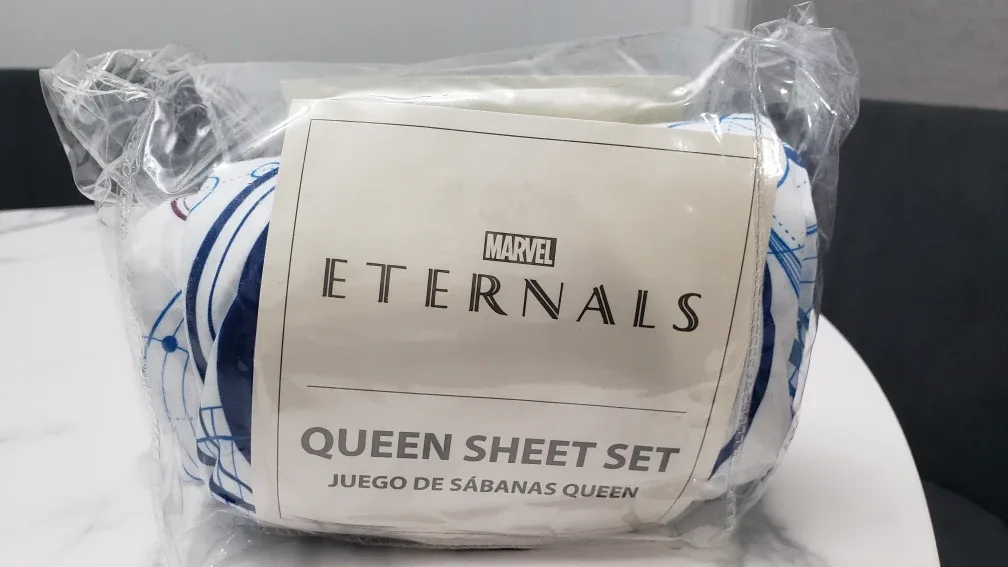 MARVEL
ETERNALS
QUEEN SHEET SET
JUEGO DE SÁBANAS QUEEN